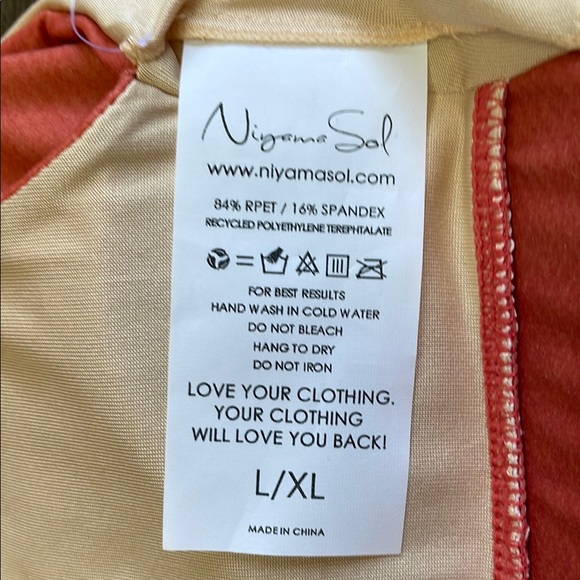 Niyama Sol
www.niyamasol.com
84% RPET / 16% SPANDEX
RECYCLED POLYETHYLENE TEREPHTALATE
=
FOR BEST RESULTS
HAND WASH IN COLD WATER
DO NOT BLEACH
HANG TO DRY
DO NOT IRON
LOVE YOUR CLOTHING.
YOUR CLOTHING
WILL LOVE YOU BACK!
L/XL
MADE IN CHINA